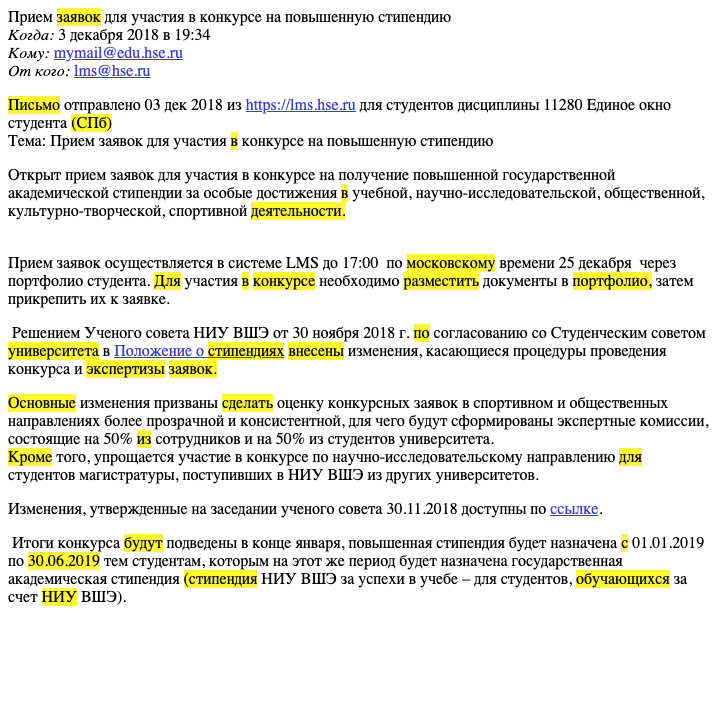 Прием заявок для участия в конкурсе на повышенную стипендию
Когда: 3 декабря 2018 в 19:34
Кому: mymail@edu.hse.ru
От кого: lms@hse.ru
Письмо отправлено 03 дек 2018 из https://lms.hse.ru для студентов дисциплины 11280 Единое окно
студента (СПб)
Тема: Прием заявок для участия в конкурсе на повышенную стипендию
Открыт прием заявок для участия в конкурсе на получение повышенной государственной
академической стипендии за особые достижения в учебной, научно-исследовательской, общественной,
культурно-творческой, спортивной деятельности.
Прием заявок осуществляется в системе LMS до 17:00 по московскому времени 25 декабря через
портфолио студента. Для участия в конкурсе необходимо разместить документы в портфолио, затем
прикрепить их к заявке.
Решением Ученого совета НИУ ВШЭ от 30 ноября 2018 г. по согласованию со Студенческим советом
университета в Положение о стипендиях внесены изменения, касающиеся процедуры проведения
конкурса и экспертизы заявок.
Основные изменения призваны сделать оценку конкурсных заявок в спортивном и общественных
направлениях более прозрачной и консистентной, для чего будут сформированы экспертные комиссии,
состоящие на 50% из сотрудников и на 50% из студентов университета.
Кроме того, упрощается участие в конкурсе по научно-исследовательскому направлению для
студентов магистратуры, поступивших в НИУ ВШЭ из других университетов.
Изменения, утвержденные на заседании ученого совета 30.11.2018 доступны по ссылке.
Итоги конкурса будут подведены в конце января, повышенная стипендия будет назначена с 01.01.2019
по 30.06.2019 тем студентам, которым на этот же период будет назначена государственная
академическая стипендия (стипендия НИУ ВШЭ за успехи в учебе – для студентов, обучающихся за
счет НИУ ВШЭ).